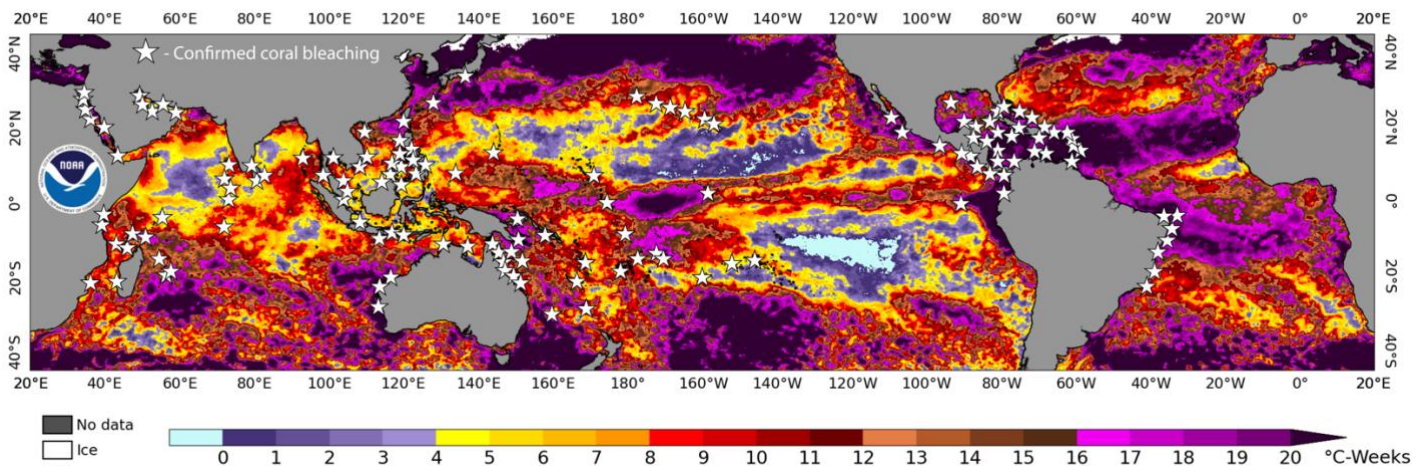 20°E 40°E 60°E 80°E 100°E 120°E 140°E 160°E 180° 160°W 140°W 120°W 100°W 80°W 60°W 40°W 20°W 0° 20°E
40°N 20°N 0° 20°S 40°S
- Confirmed coral bleaching
NOAA
40°N 20°N 0° 20°S 40°S
20°E 40°E 60°E 80°E 100°E 120°E 140°E 160°E 180° 160°W 140°W 120°W 100°W 80°W 60°W 40°W 20°W 0° 20°E
No data
Ice
0 1 2 3 4 5 6 7 8 9 10 11 12 13 14 15 16 17 18 19 20 °C-Weeks